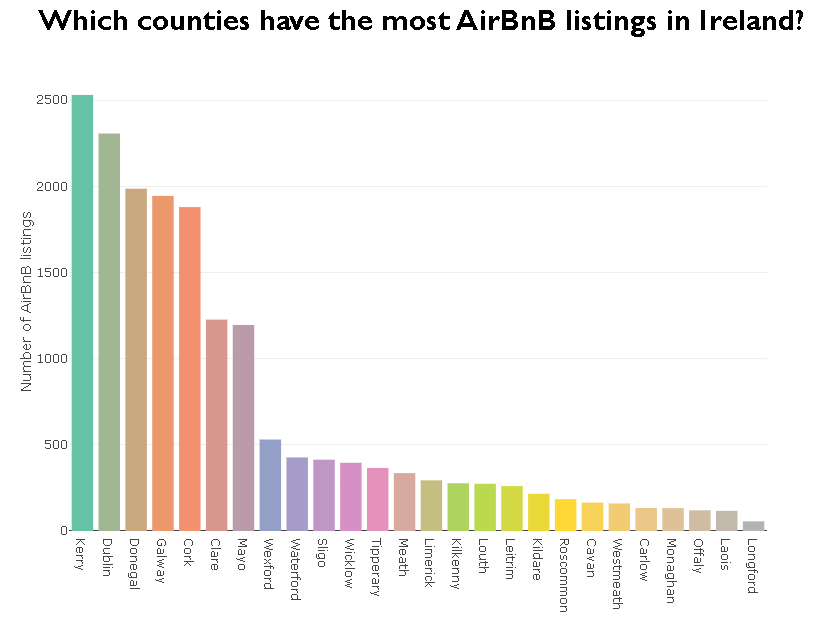 Which counties have the most AirBnB listings in Ireland?
Number of AirBnB listings
2500
2000
1500
1000
500
0
Kerry
Dublin
Donegal
Galway
Cork
Clare
Mayo
Wexford
Waterford
Sligo
Wicklow
Tipperary
Meath
Limerick
Kilkenny
Louth
Leitrim
Kildare
Roscommon
Cavan
Westmeath
Carlow
Monaghan
Offaly
Laois
Longford